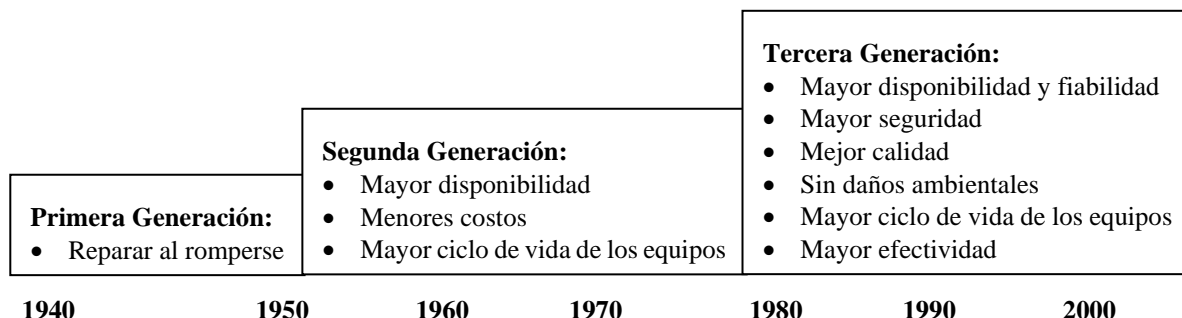 Primera Generación:
• Reparar al romperse
Segunda Generación:
• Mayor disponibilidad
• Menores costos
• Mayor ciclo de vida de los equipos
Tercera Generación:
• Mayor disponibilidad y fiabilidad
• Mayor seguridad
• Mejor calidad
• Sin daños ambientales
• Mayor ciclo de vida de los equipos
• Mayor efectividad
1940 1950 1960 1970 1980 1990 2000